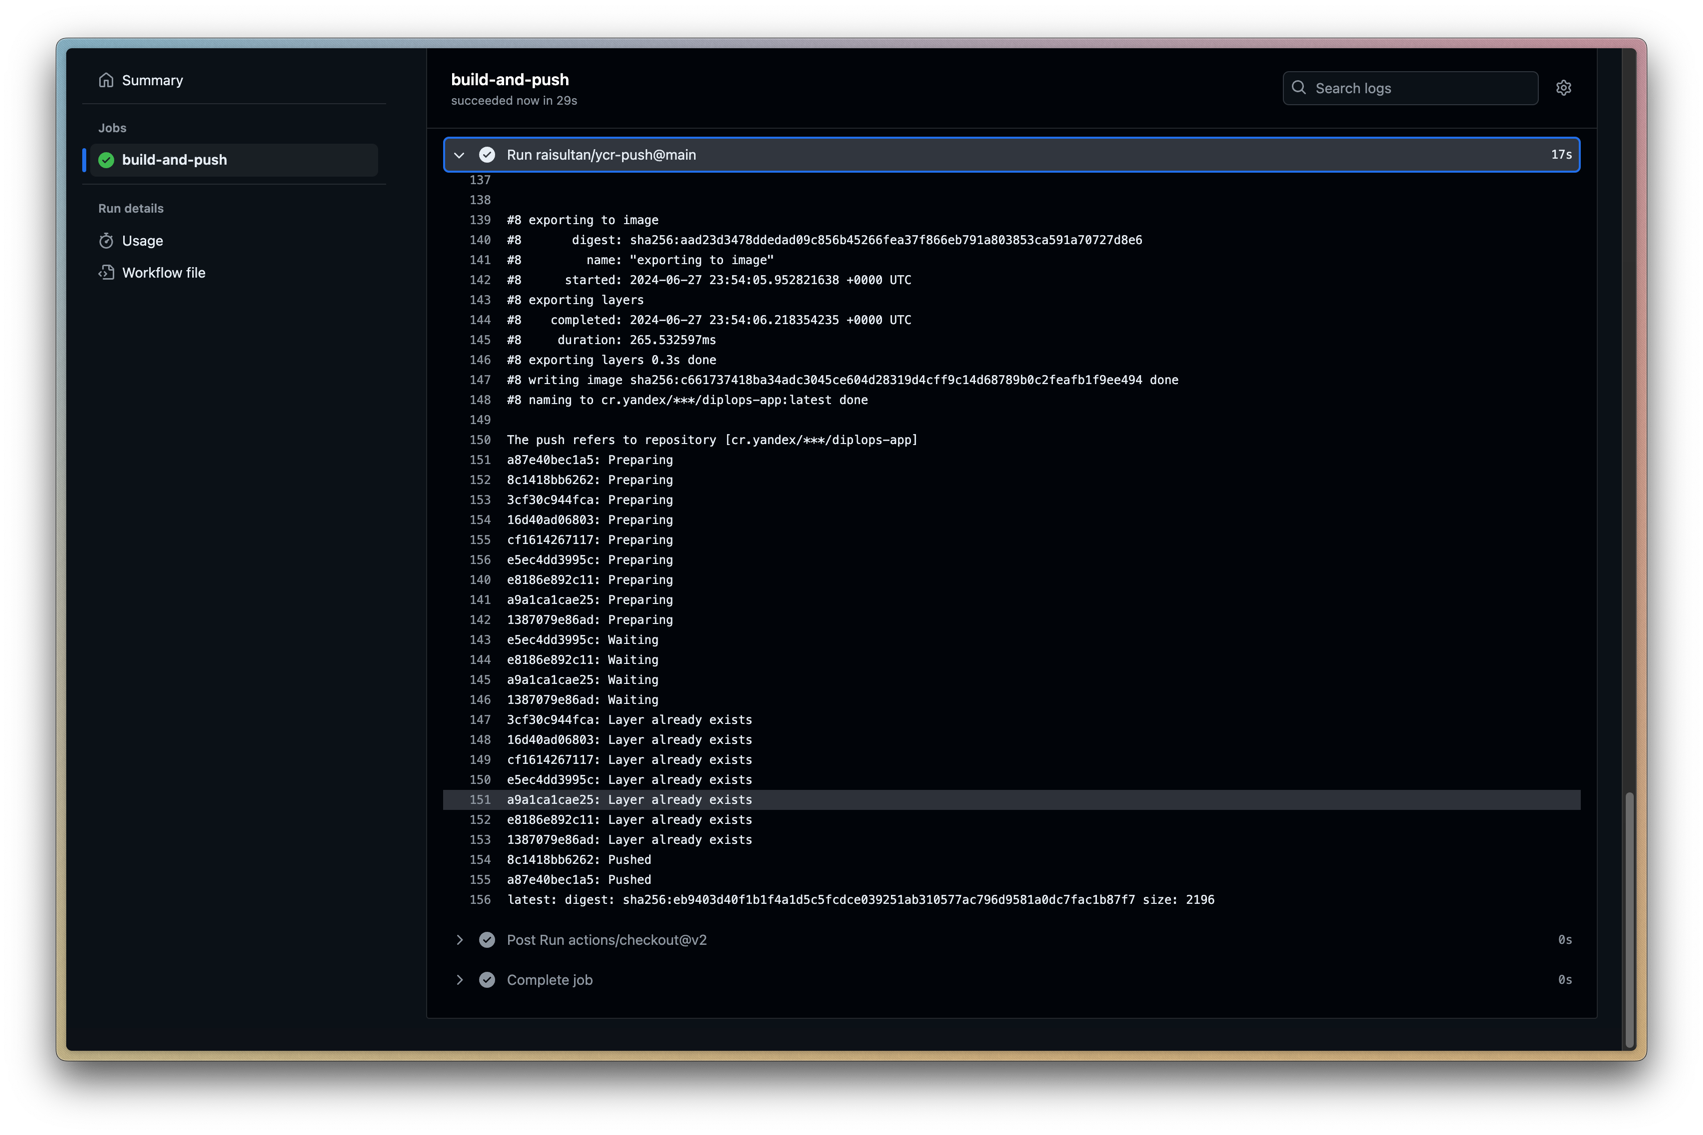 Summary
Jobs
build-and-push
Run details
Usage
Workflow file
build-and-push
succeeded now in 29s
Search logs
Run raisultan/ycr-push@main 17s
137
138
139 #8 exporting to image
140 #8 digest: sha256:aad23d3478ddedad09c856b45266fea37f866eb791a803853ca591a70727d8e6
141 #8 name: "exporting to image"
142 #8 started: 2024-06-27 23:54:05.952821638 +0000 UTC
143 #8 exporting layers
144 #8 completed: 2024-06-27 23:54:06.218354235 +0000 UTC
145 #8 duration: 265.532597ms
146 #8 exporting layers 0.3s done
147 #8 writing image sha256:c661737418ba34adc3045ce604d28319d4cff9c14d68789b0c2feafb1f9ee494 done
148 #8 naming to cr.yandex/***/diplops-app:latest done
149
150 The push refers to repository [cr.yandex/***/diplops-app]
151 a87e40bec1a5: Preparing
152 8c1418bb6262: Preparing
153 3cf30c944fca: Preparing
154 16d40ad06803: Preparing
155 cf1614267117: Preparing
156 e5ec4dd3995c: Preparing
140 e8186e892c11: Preparing
141 a9a1ca1cae25: Preparing
142 1387079e86ad: Preparing
143 e5ec4dd3995c: Waiting
144 e8186e892c11: Waiting
145 a9a1ca1cae25: Waiting
146 1387079e86ad: Waiting
147 3cf30c944fca: Layer already exists
148 16d40ad06803: Layer already exists
149 cf1614267117: Layer already exists
150 e5ec4dd3995c: Layer already exists
151 a9a1ca1cae25: Layer already exists
152 e8186e892c11: Layer already exists
153 1387079e86ad: Layer already exists
154 8c1418bb6262: Pushed
155 a87e40bec1a5: Pushed
156 latest: digest: sha256:eb9403d40f1b1f4a1d5c5fcdce039251ab310577ac796d9581a0dc7fac1b87f7 size: 2196
Post Run actions/checkout@v2 0s
Complete job 0s